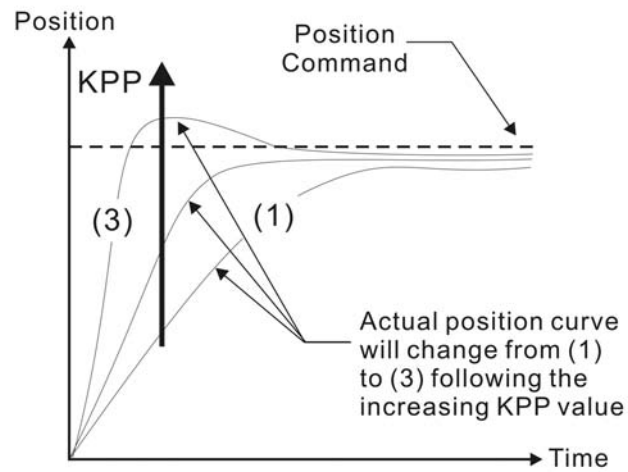 Position
Position
Command
KPP
(3)
(1)
Actual position curve
will change from (1)
to (3) following the
increasing KPP value
Time